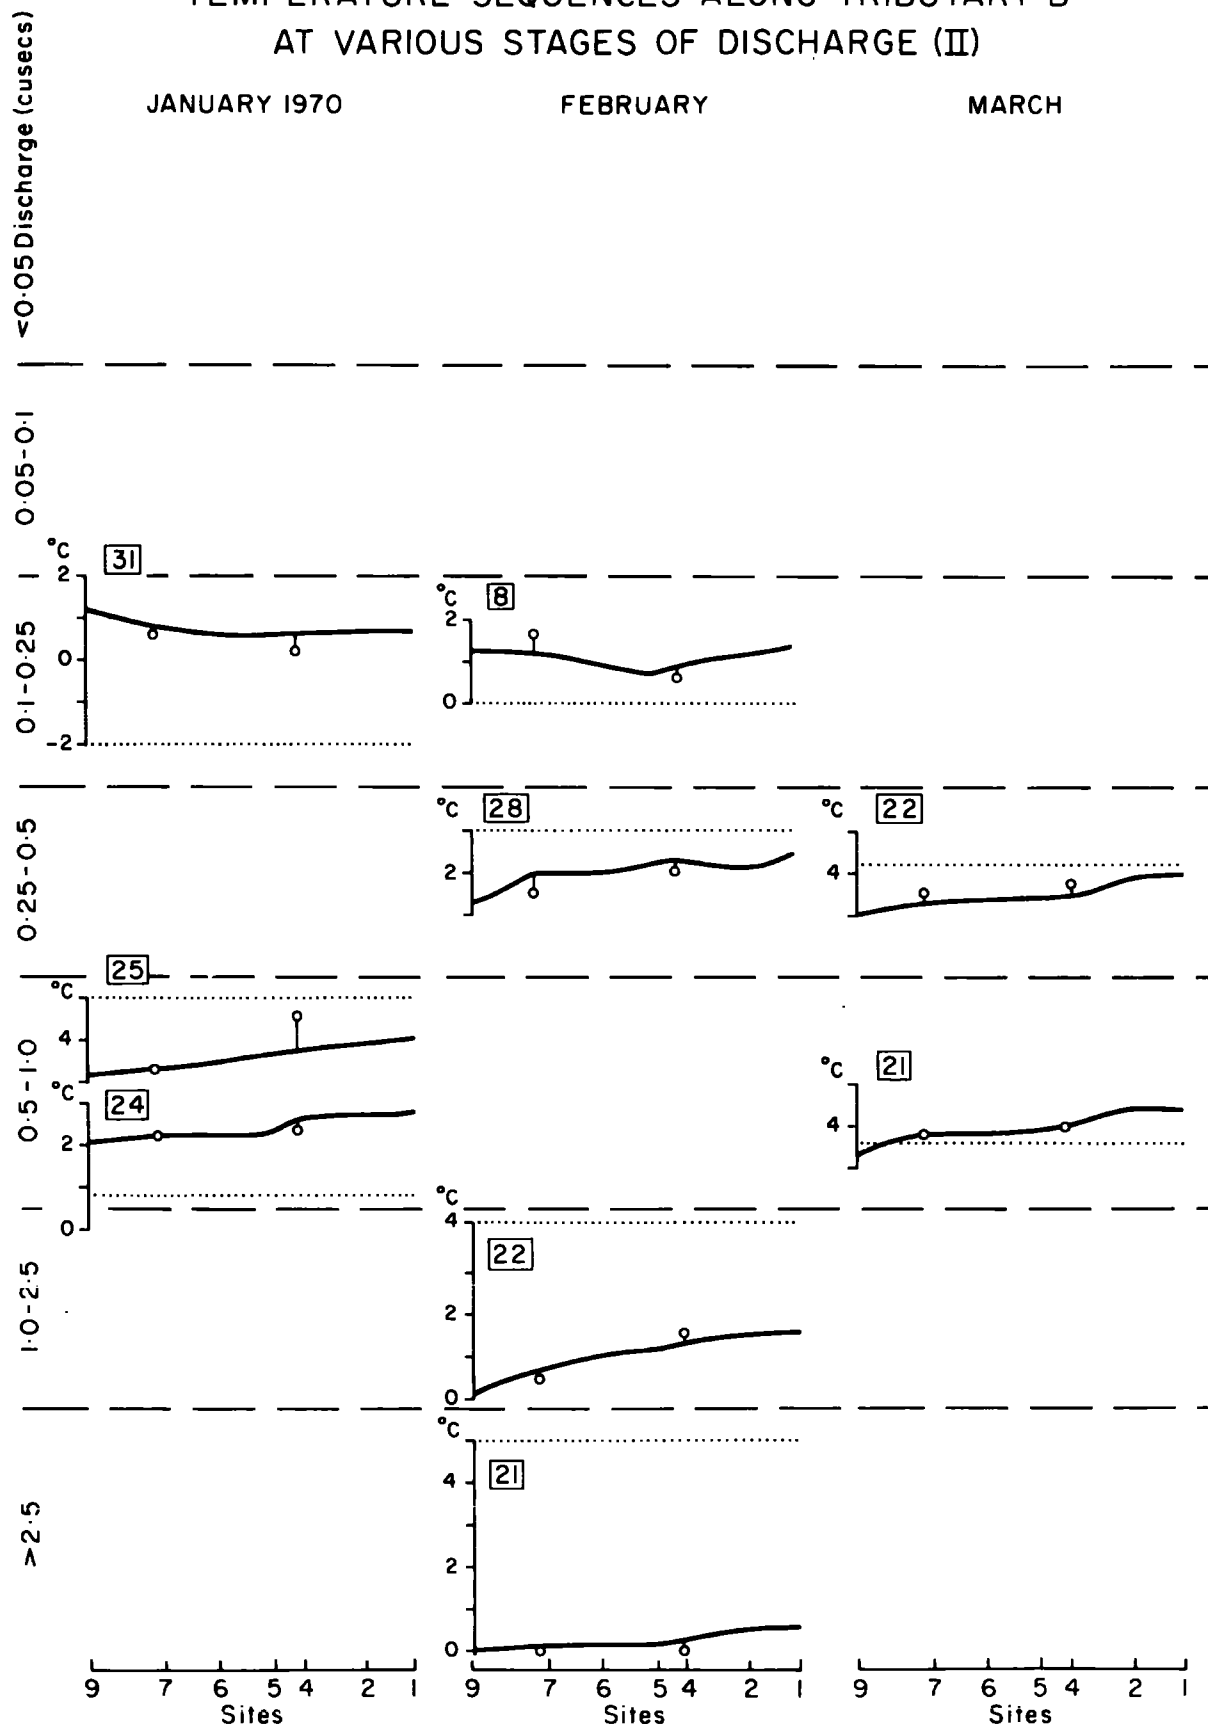 TEMPERATURE SEQUENCES ALONG TRIBUTARY B
AT VARIOUS STAGES OF DISCHARGE (II)
JANUARY 1970 FEBRUARY MARCH
<0·05 Discharge (cusecs)
0·05-0·1
0·1-0·25
0·25-0·5
0·5-1·0
1·0-2·5
>2·5
°C 31
2
0
-2
°C 8
2
0
°C 28
2
°C 22
4
25
°C
4
°C 24
2
0
°C 21
4
°C
4
22
2
0
°C
4 21
2
0
9 7 6 5 4 2 1
Sites
9 7 6 5 4 2 1
Sites
9 7 6 5 4 2 1
Sites